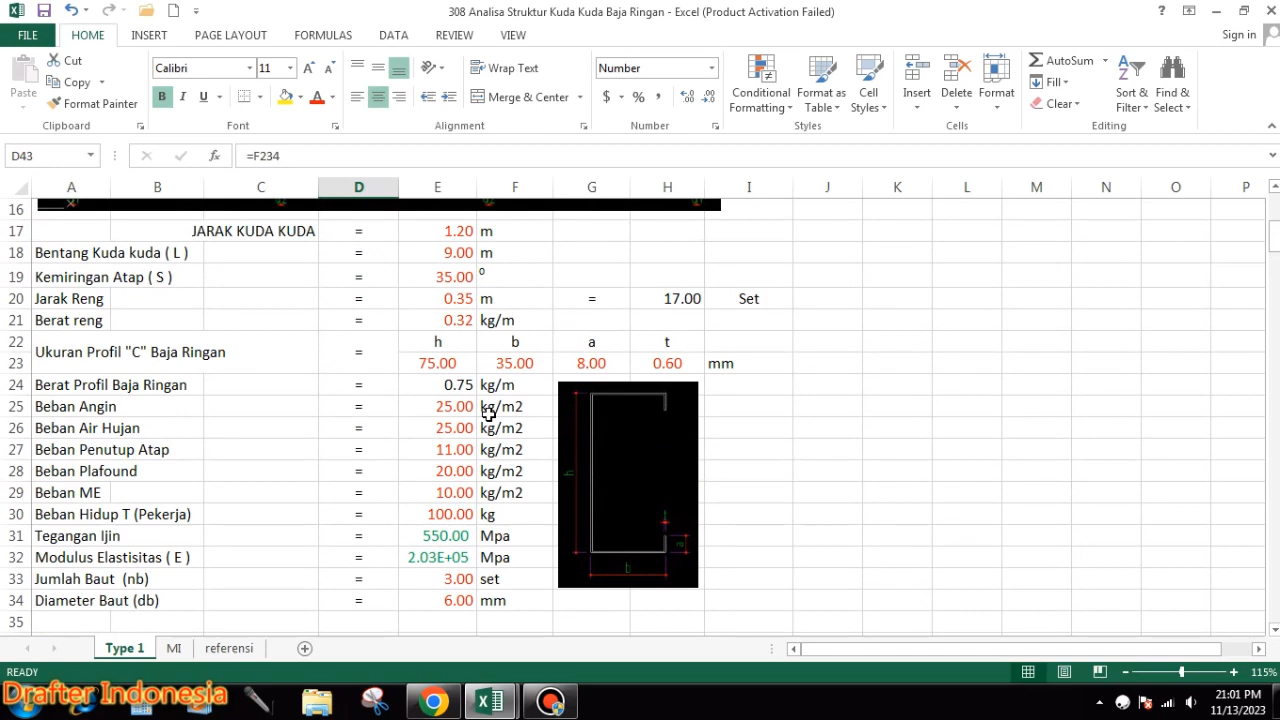 308 Analisa Struktur Kuda Kuda Baja Ringan - Excel (Product Activation Failed)
FILE HOME INSERT PAGE LAYOUT FORMULAS DATA REVIEW VIEW Sign in
Paste
Cut
Copy
Format Painter
Clipboard
Calibri 11
B I U
Font
Wrap Text
Merge & Center
Alignment
Number
$ % ,
Number
Conditional Formatting
Format as Table
Cell Styles
Styles
Insert Delete Format
Cells
AutoSum
Fill
Clear
Sort & Filter
Find & Select
Editing
D43 fx =F234
A B C D E F G H I J K L M N O P
16
17 JARAK KUDA KUDA = 1.20 m
18 Bentang Kuda kuda ( L ) = 9.00 m
19 Kemiringan Atap ( S ) = 35.00 0
20 Jarak Reng = 0.35 m = 17.00 Set
21 Berat reng = 0.32 kg/m
22 Ukuran Profil "C" Baja Ringan = h b a t
23 75.00 35.00 8.00 0.60 mm
24 Berat Profil Baja Ringan = 0.75 kg/m
25 Beban Angin = 25.00 kg/m2
26 Beban Air Hujan = 25.00 kg/m2
27 Beban Penutup Atap = 11.00 kg/m2
28 Beban Plafound = 20.00 kg/m2
29 Beban ME = 10.00 kg/m2
30 Beban Hidup T (Pekerja) = 100.00 kg
31 Tegangan Ijin = 550.00 Mpa
32 Modulus Elastisitas ( E ) = 2.03E+05 Mpa
33 Jumlah Baut (nb) = 3.00 set
34 Diameter Baut (db) = 6.00 mm
35
h
t
a
b
Type 1 MI referensi
READY 115%
Drafter Indonesia
21:01 PM
11/13/2023